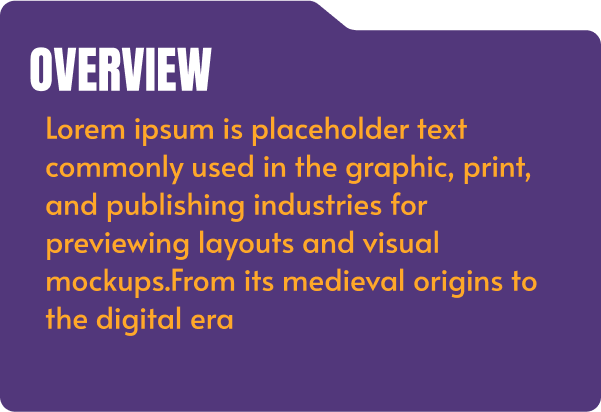 OVERVIEW
Lorem ipsum is placeholder text
commonly used in the graphic, print,
and publishing industries for
previewing layouts and visual
mockups.From its medieval origins to
the digital era